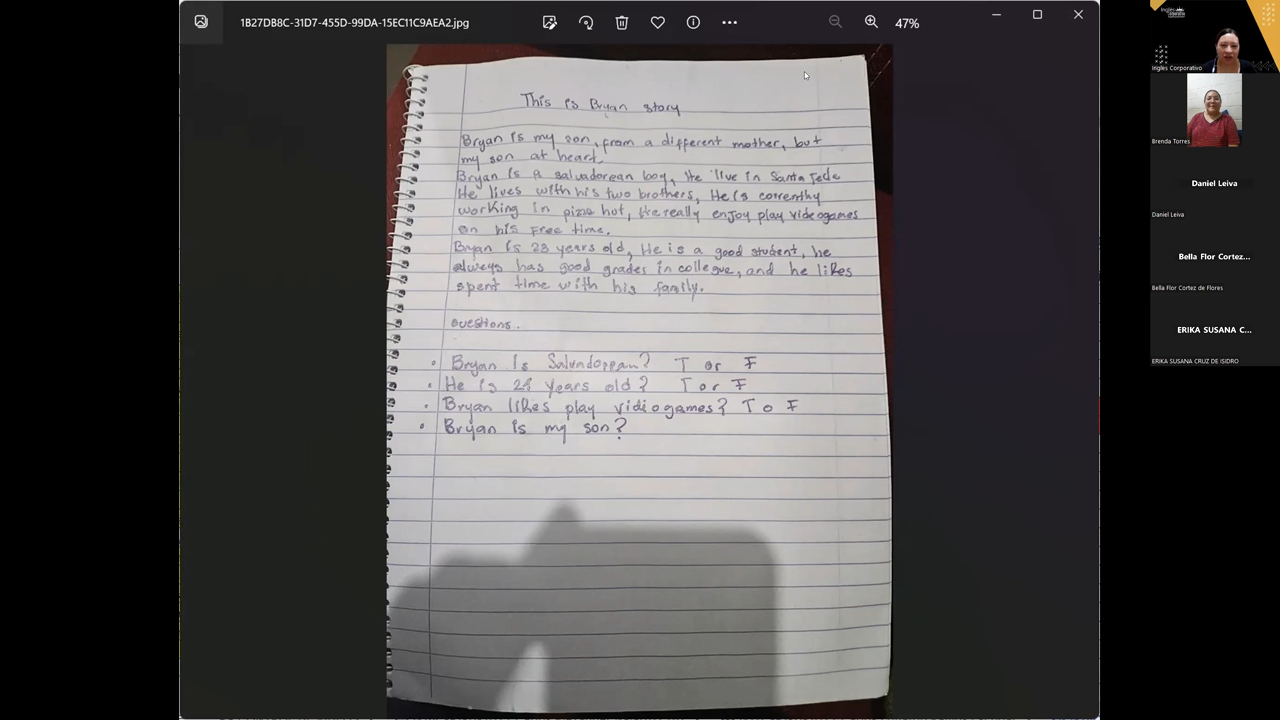 1B27DB8C-31D7-455D-99DA-15EC11C9AEA2.jpg
47%
This is Bryan story
Bryan is my son, from a different mother, but
my son at heart.
Bryan is a salvadorean boy, He live in Santa Tede
He lives with his two brothers, He is correnthy
working in pizza hut, He really enjoy play videogames
on his free time.
Bryan is 23 years old, He is a good student, he
always has good grades in collegue, and he likes
spent time with his family.
Questions.
• Bryan is Salvadorean? T or F
• He is years old? T or F
• Bryan likes play vidiogames? T o F
• Bryan is my son?
Inglés Corporativo
Brenda Torres
Daniel Leiva
Daniel Leiva
Bella Flor Cortez...
Bella Flor Cortez de Flores
ERIKA SUSANA C...
ERIKA SUSANA CRUZ DE ISIDRO